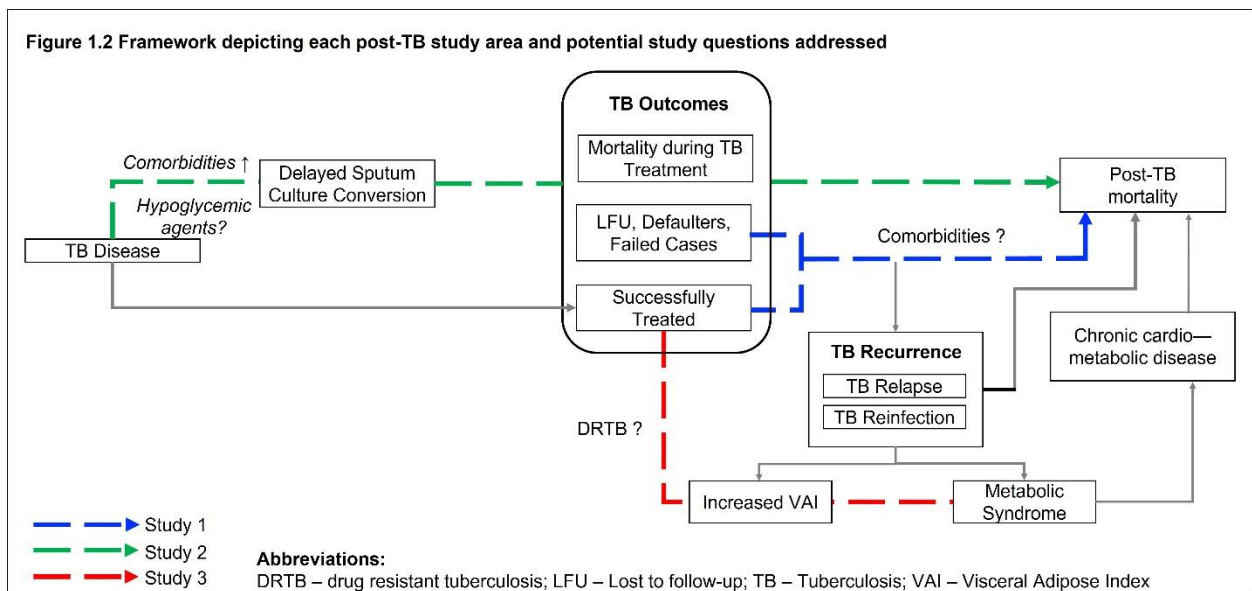 Figure 1.2 Framework depicting each post-TB study area and potential study questions addressed
TB Outcomes
Mortality during TB
Treatment
LFU, Defaulters,
Failed Cases
Successfully
Treated
Comorbidities ↑
Hypoglycemic
agents?
Delayed Sputum
Culture Conversion
TB Disease
Post-TB
mortality
Comorbidities ?
TB Recurrence
TB Relapse
TB Reinfection
Chronic cardio—
metabolic disease
DRTB ?
Increased VAI
Metabolic
Syndrome
Study 1
Study 2
Study 3
Abbreviations:
DRTB – drug resistant tuberculosis; LFU – Lost to follow-up; TB – Tuberculosis; VAI – Visceral Adipose Index